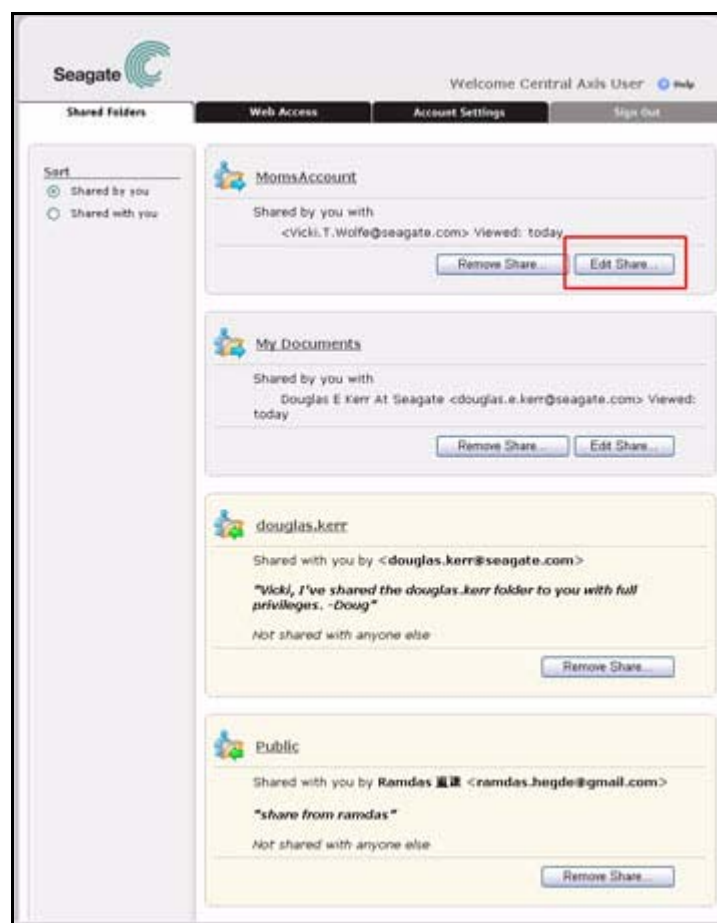 Seagate
Welcome Central Axis User Help
Shared Folders Web Access Account Settings Sign Out
Sort
Shared by you
Shared with you
MomsAccount
Shared by you with
<Vicki.T.Wolfe@seagate.com> Viewed: today
Remove Share... Edit Share...
My Documents
Shared by you with
Douglas E Kerr At Seagate <douglas.e.kerr@seagate.com> Viewed:
today
Remove Share... Edit Share...
douglas.kerr
Shared with you by <douglas.kerr@seagate.com>
"Vicki, I've shared the douglas.kerr folder to you with full
privileges. -Doug"
Not shared with anyone else
Remove Share...
Public
Shared with you by Ramdas <ramdas.hegde@gmail.com>
"share from ramdas"
Not shared with anyone else
Remove Share...